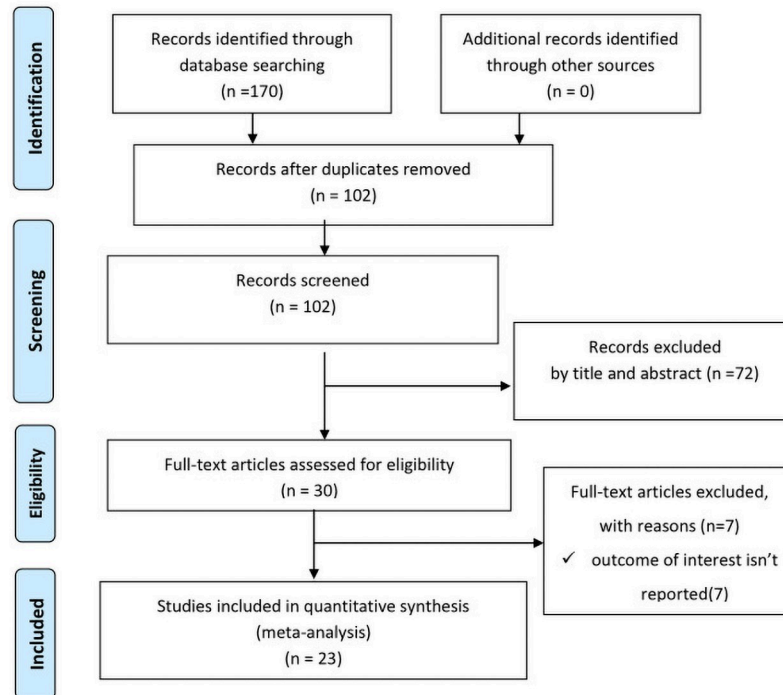 Identification
Records identified through
database searching
(n =170)
Additional records identified
through other sources
(n = 0)
Records after duplicates removed
(n = 102)
Screening
Records screened
(n = 102)
Records excluded
by title and abstract (n =72)
Eligibility
Full-text articles assessed for eligibility
(n = 30)
Full-text articles excluded,
with reasons (n=7)
✓ outcome of interest isn't
reported(7)
Included
Studies included in quantitative synthesis
(meta-analysis)
n = 23)